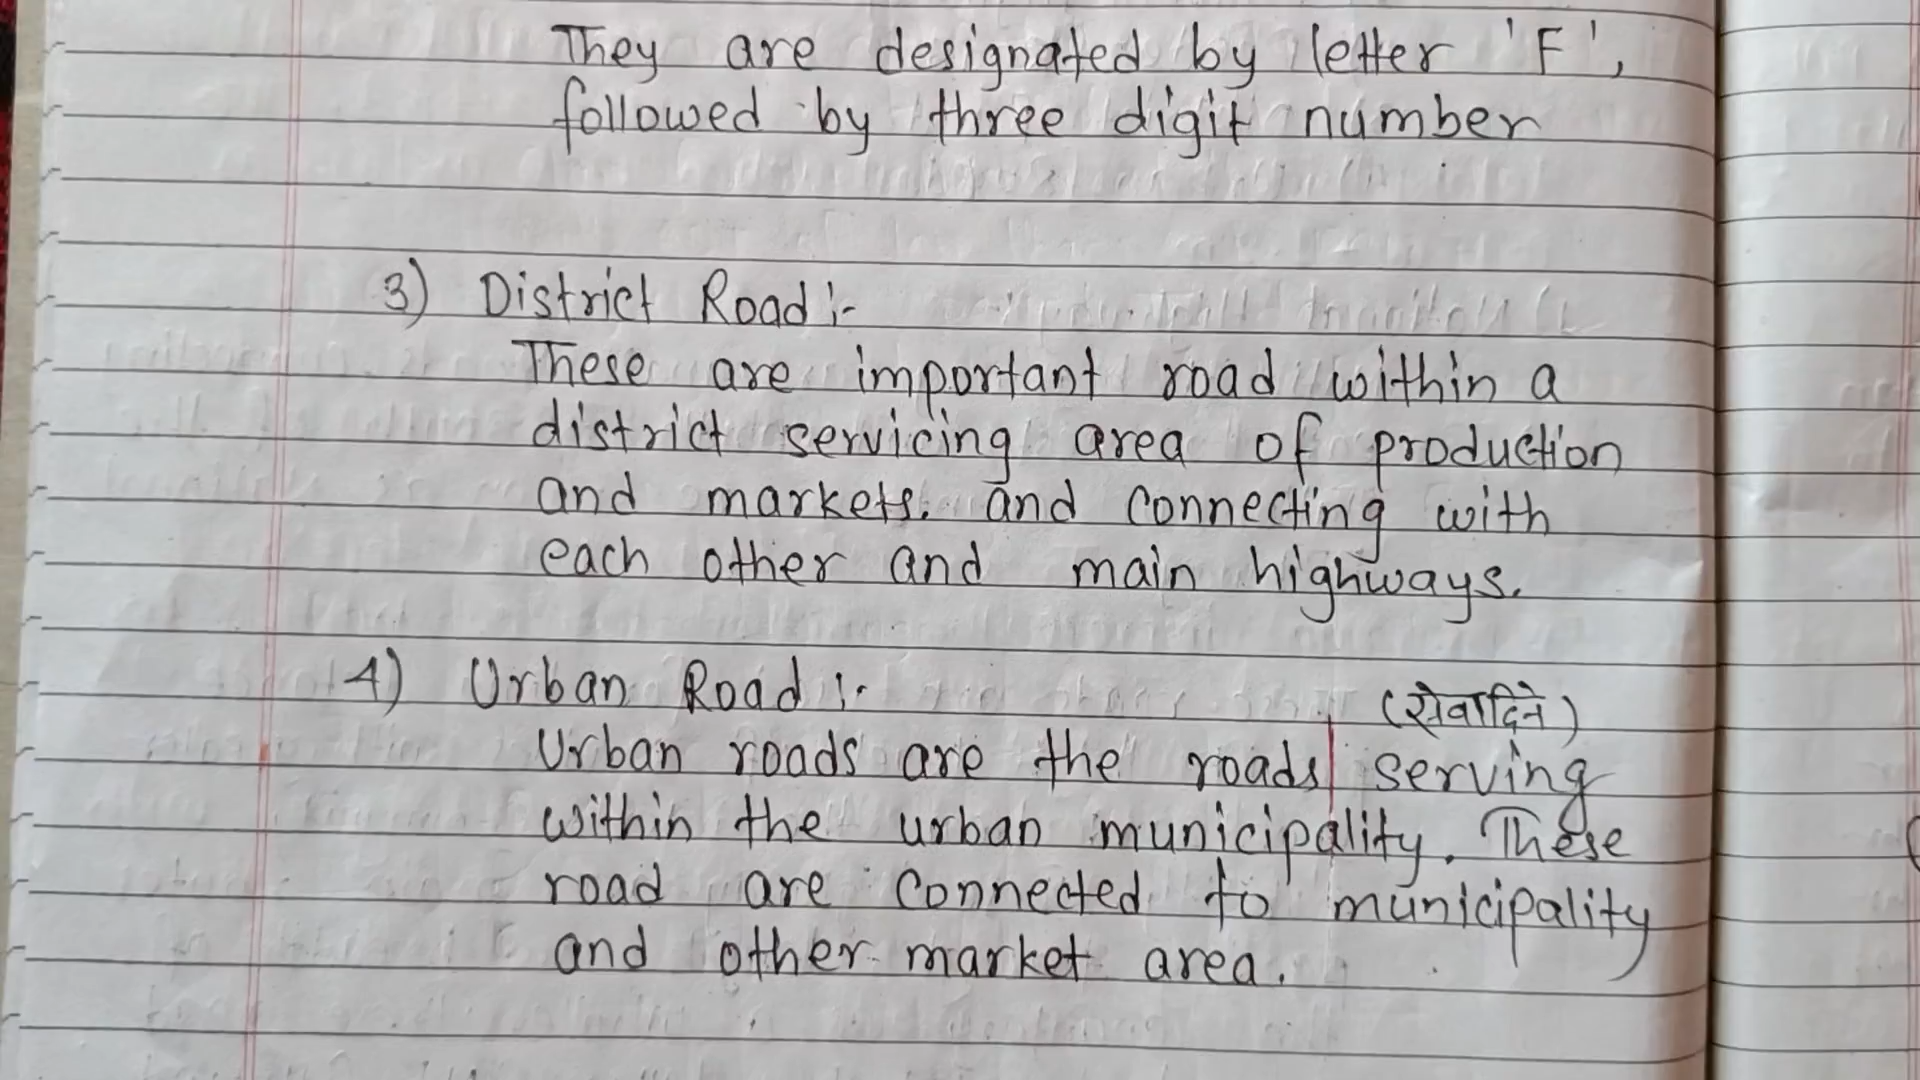 They are designated by letter 'F',
followed by three digit number
3) District Road :-
These are important road within a
district servicing area of production
and markets. and connecting with
each other and main highways.
4) Urban Road :-
(सेवादिने)
Urban roads are the roads serving
within the urban municipality. These
road are connected to municipality
and other market area.